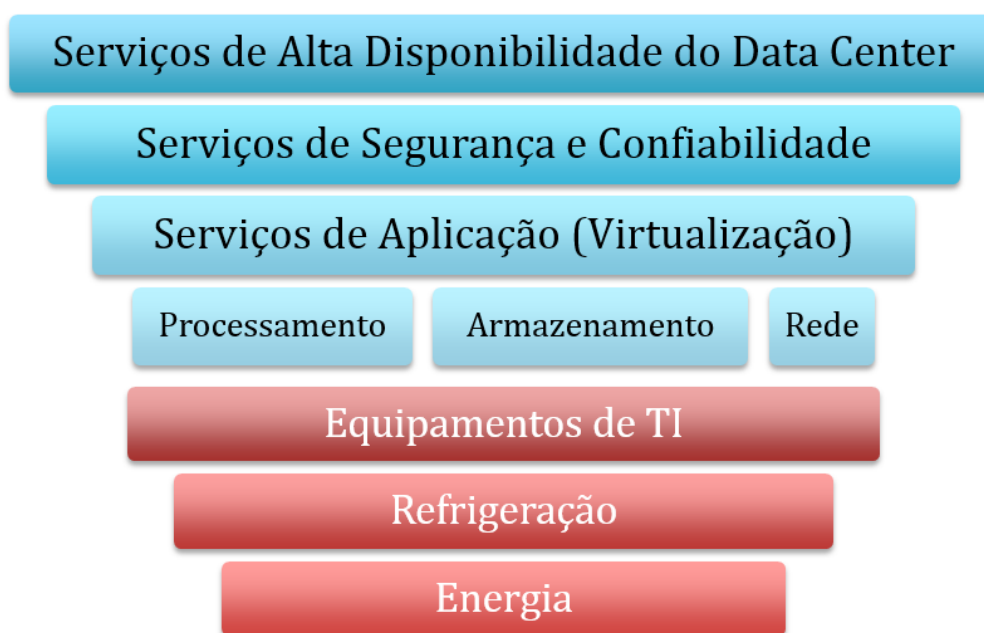 Serviços de Alta Disponibilidade do Data Center
Serviços de Segurança e Confiabilidade
Serviços de Aplicação (Virtualização)
Processamento
Armazenamento
Rede
Equipamentos de TI
Refrigeração
Energia